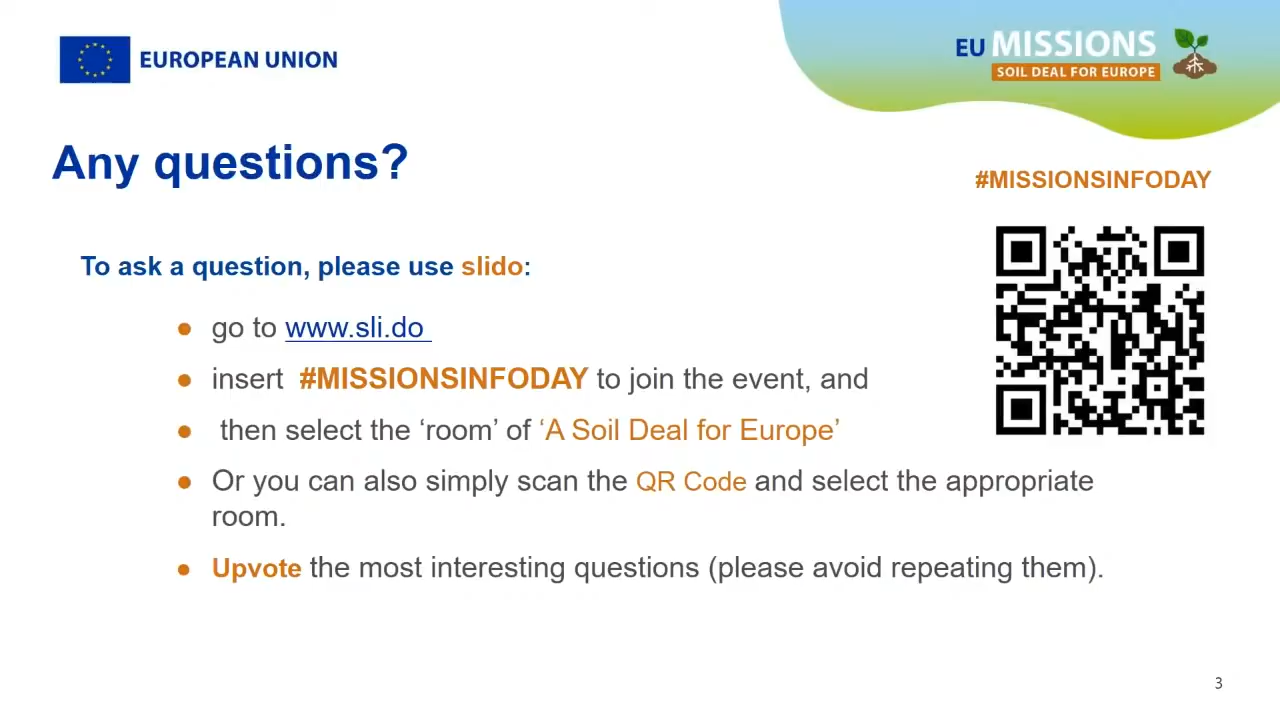 EUROPEAN UNION
EU MISSIONS
SOIL DEAL FOR EUROPE
Any questions?
#MISSIONSINFODAY
To ask a question, please use slido:
● go to www.sli.do
● insert #MISSIONSINFODAY to join the event, and
● then select the ‘room’ of ‘A Soil Deal for Europe’
● Or you can also simply scan the QR Code and select the appropriate
room.
● Upvote the most interesting questions (please avoid repeating them).
3